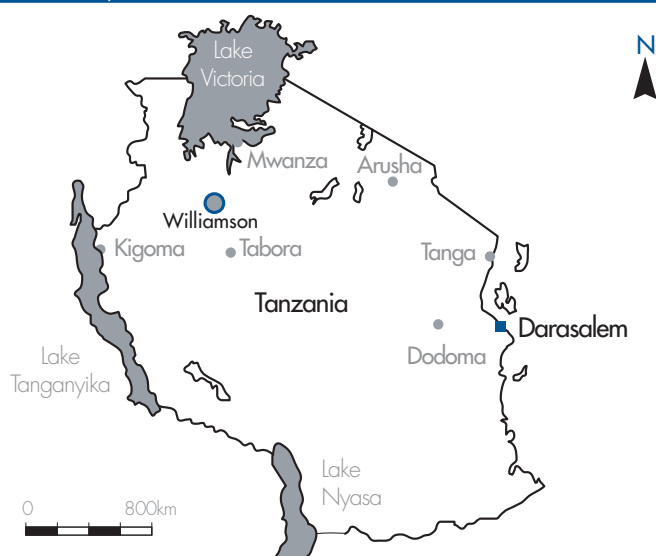 N
Lake
Victoria
Mwanza
Arusha
Williamson
Kigoma
Tabora
Tanga
Tanzania
Darasalem
Dodoma
Lake
Tanganyika
Lake
Nyasa
0 800km